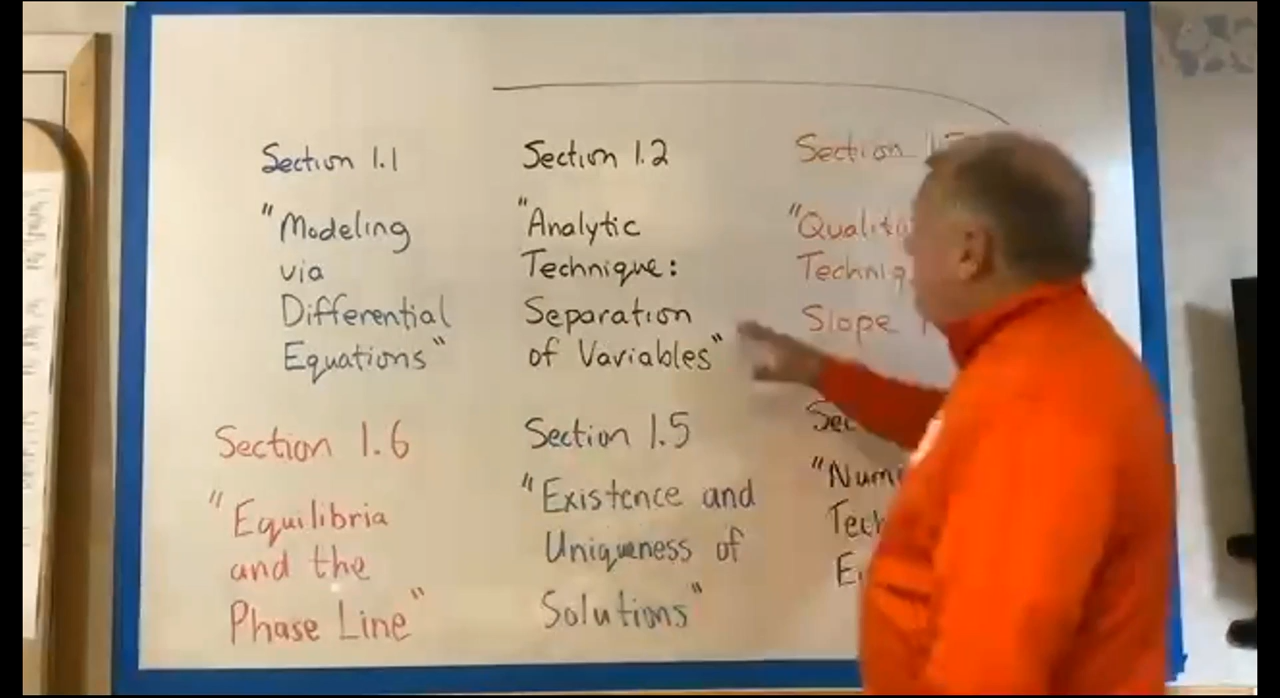 Section 1.1
"Modeling
via
Differential
Equations"
Section 1.2
"Analytic
Technique:
Separation
of Variables"
Section
Slope
Section 1.6
"Equilibria
and the
Phase Line"
Section 1.5
"Existence and
Uniqueness of
Solutions"